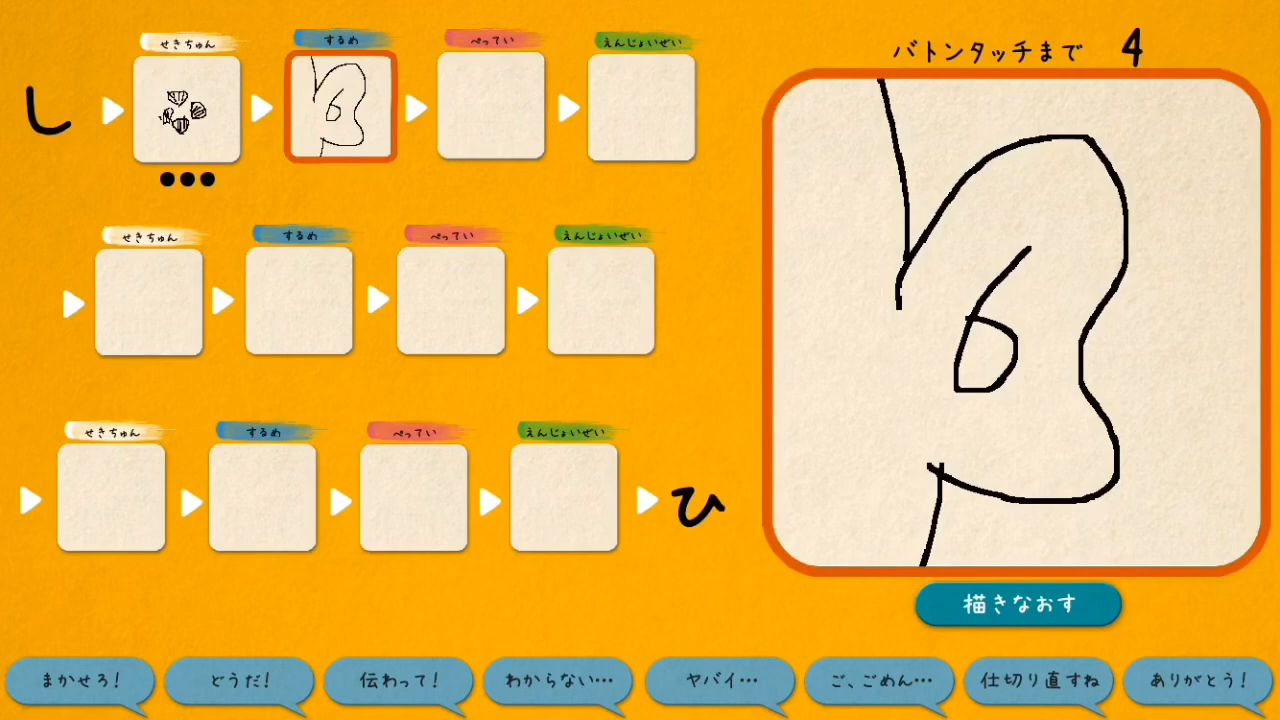 せきちゅん するめ ぺってい えんじょいぜい
バトンタッチまで 4
し
●●●
せきちゅん するめ ぺってい えんじょいぜい
せきちゅん するめ ぺってい えんじょいぜい
ひ
描きなおす
まかせろ! どうだ! 伝わって! わからない… ヤバイ… ご、ごめん… 仕切り直すね ありがとう!